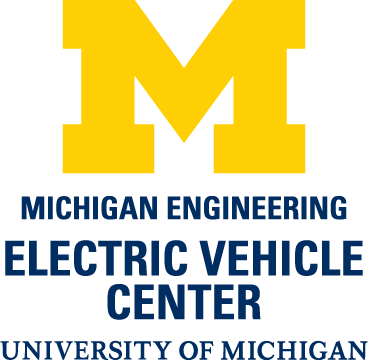 M
MICHIGAN ENGINEERING
ELECTRIC VEHICLE
CENTER
UNIVERSITY OF MICHIGAN